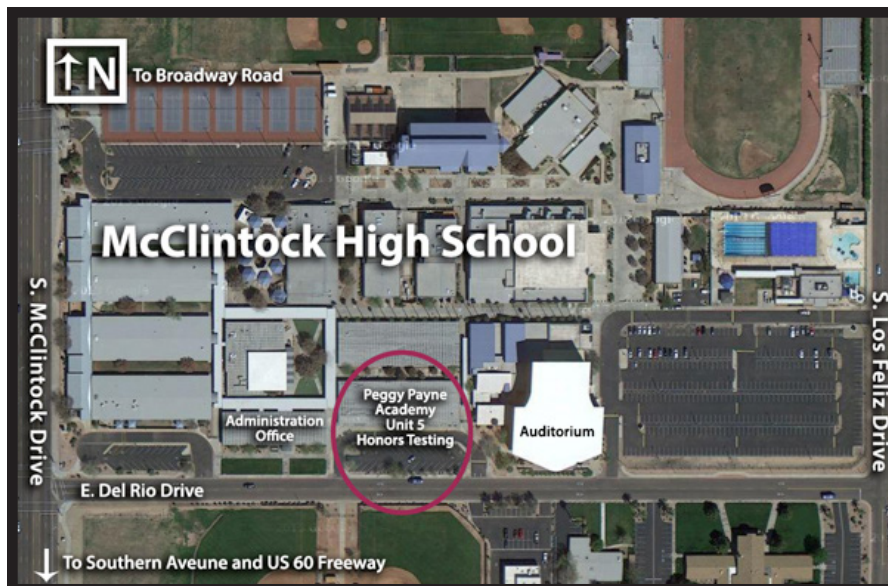 N
To Broadway Road
McClintock High School
S. McClintock Drive
S. Los Feliz Drive
Peggy Payne
Academy
Unit 5
Honors Testing
Administration
Office
Auditorium
E. Del Rio Drive
To Southern Aveune and US 60 Freeway